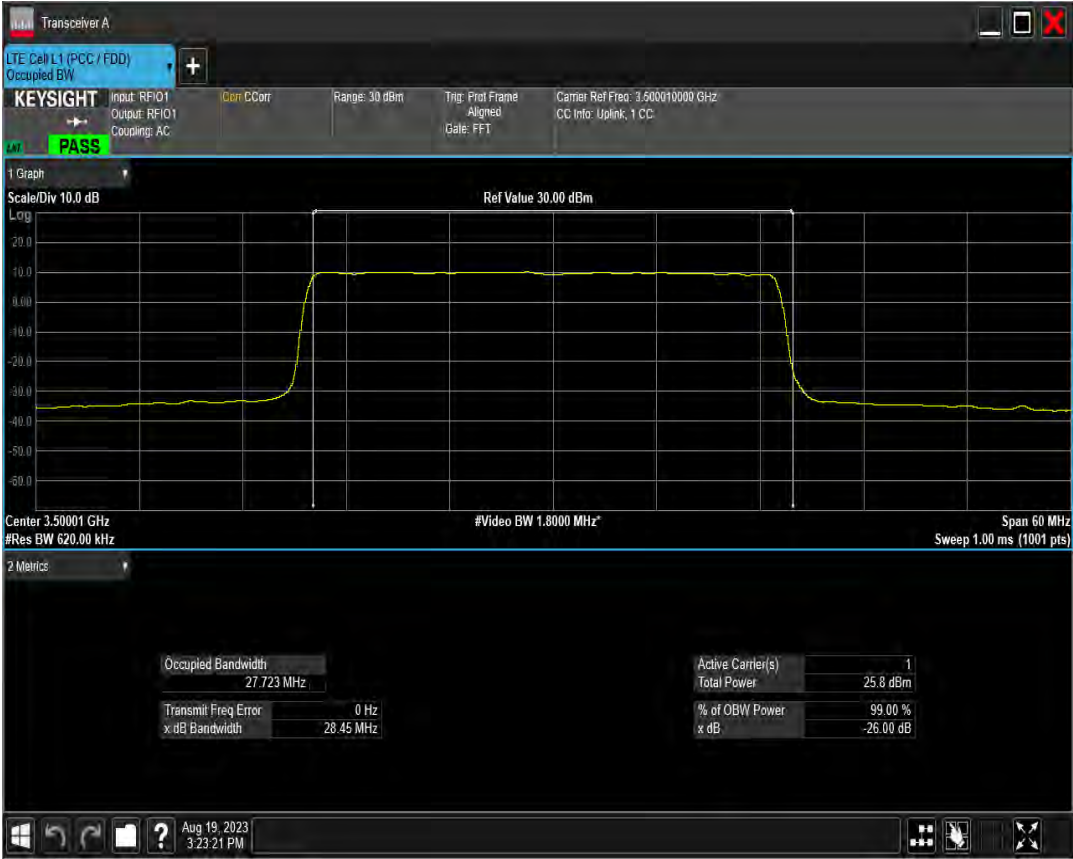 Transceiver A
LTE Cell L1 (PCC / FDD)
Occupied BW
+
KEYSIGHT
Input: RFIO1
Output: RFIO1
Coupling: AC
Corr CCorr
Range: 30 dBm
Trig: Prdt Frame
Aligned
Gate: FFT
Carrier Ref Freq: 3.500010000 GHz
CC Info: Uplink, 1 CC
PASS
1 Graph
Scale/Div 10.0 dB
Ref Value 30.00 dBm
Log
20.0
10.0
0.00
-10.0
-20.0
-30.0
-40.0
-50.0
-60.0
Center 3.50001 GHz
#Video BW 1.8000 MHz*
Span 60 MHz
#Res BW 620.00 kHz
Sweep 1.00 ms (1001 pts)
2 Metrics
Occupied Bandwidth
27.723 MHz
Transmit Freq Error 0 Hz
x dB Bandwidth 28.45 MHz
Active Carrier(s) 1
Total Power 25.8 dBm
% of OBW Power 99.00 %
x dB -26.00 dB
?
Aug 19, 2023
3:23:21 PM